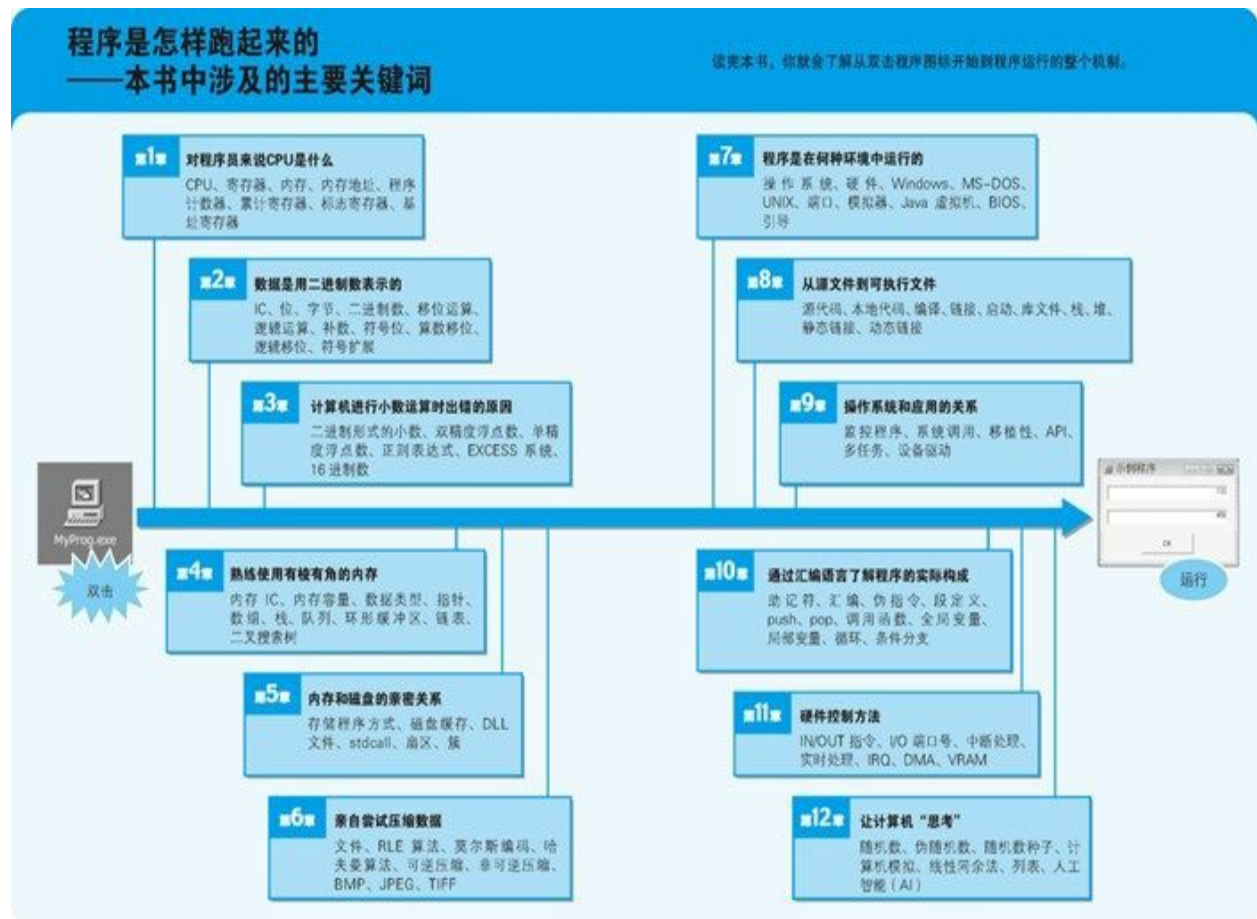 程序是怎样跑起来的
——本书中涉及的主要关键词
读完本书，你就会了解从双击程序图标开始到程序运行的整个机制。
第1章 对程序员来说CPU是什么
CPU、寄存器、内存、内存地址、程序
计数器、累计寄存器、标志寄存器、基
址寄存器
第2章 数据是用二进制数表示的
IC、位、字节、二进制数、移位运算、
逻辑运算、补数、符号位、算数移位、
逻辑移位、符号扩展
第3章 计算机进行小数运算时出错的原因
二进制形式的小数、双精度浮点数、单精
度浮点数、正则表达式、EXCESS 系统、
16 进制数
MyProg.exe
双击
第4章 熟练使用有棱有角的内存
内存 IC、内存容量、数据类型、指针、
数组、栈、队列、环形缓冲区、链表、
二叉搜索树
第5章 内存和磁盘的亲密关系
存储程序方式、磁盘缓存、DLL
文件、stdcall、扇区、簇
第6章 亲自尝试压缩数据
文件、RLE 算法、莫尔斯编码、哈
夫曼算法、可逆压缩、非可逆压缩、
BMP、JPEG、TIFF
第7章 程序是在何种环境中运行的
操作系统、硬件、Windows、MS-DOS、
UNIX、端口、模拟器、Java 虚拟机、BIOS、
引导
第8章 从源文件到可执行文件
源代码、本地代码、编译、链接、启动、库文件、栈、堆、
静态链接、动态链接
第9章 操作系统和应用的关系
监控程序、系统调用、移植性、API、
多任务、设备驱动
示例程序
OK
运行
第10章 通过汇编语言了解程序的实际构成
助记符、汇编、伪指令、段定义、
push、pop、调用函数、全局变量、
局部变量、循环、条件分支
第11章 硬件控制方法
IN/OUT 指令、I/O 端口号、中断处理、
实时处理、IRQ、DMA、VRAM
第12章 让计算机“思考”
随机数、伪随机数、随机数种子、计
算机模拟、线性同余法、列表、人工
智能（AI）